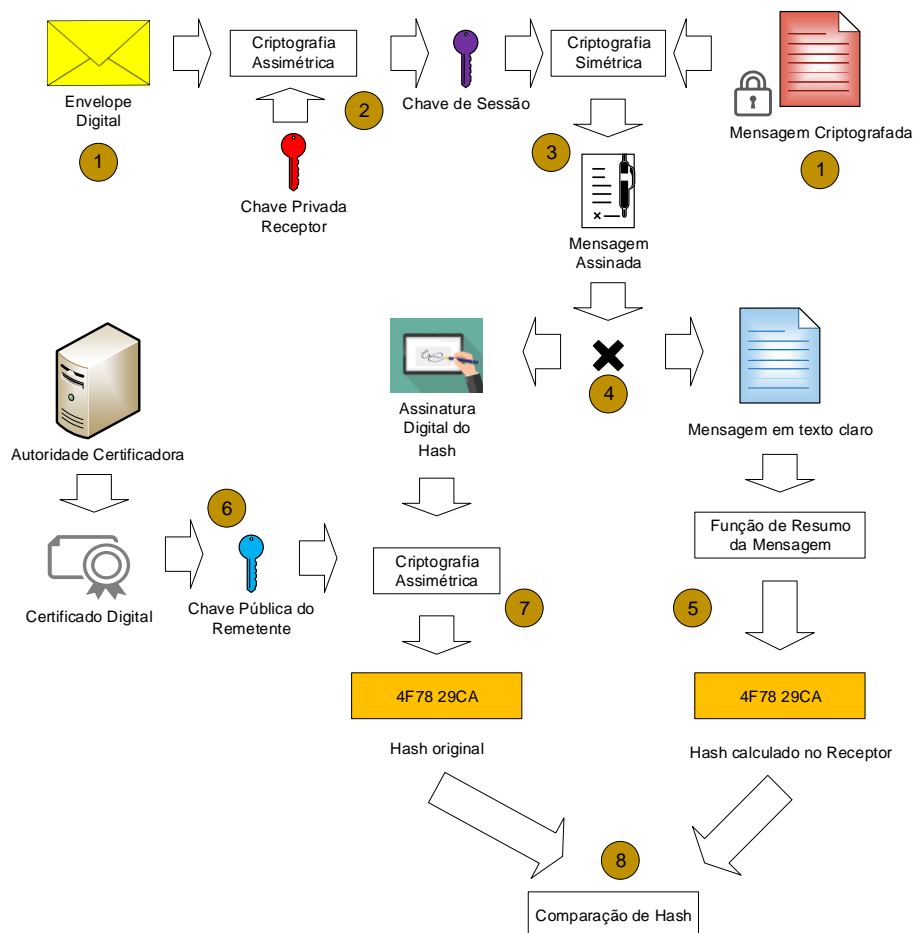 Criptografia
Assimétrica
Criptografia
Simétrica
Envelope
Digital
1
2
Chave de Sessão
Mensagem Criptografada
1
3
Chave Privada
Receptor
Mensagem
Assinada
4
Assinatura
Digital do
Hash
Mensagem em texto claro
Autoridade Certificadora
6
Função de Resumo
da Mensagem
Criptografia
Assimétrica
Certificado Digital
Chave Pública do
Remetente
7
5
4F78 29CA
4F78 29CA
Hash original
Hash calculado no Receptor
8
Comparação de Hash